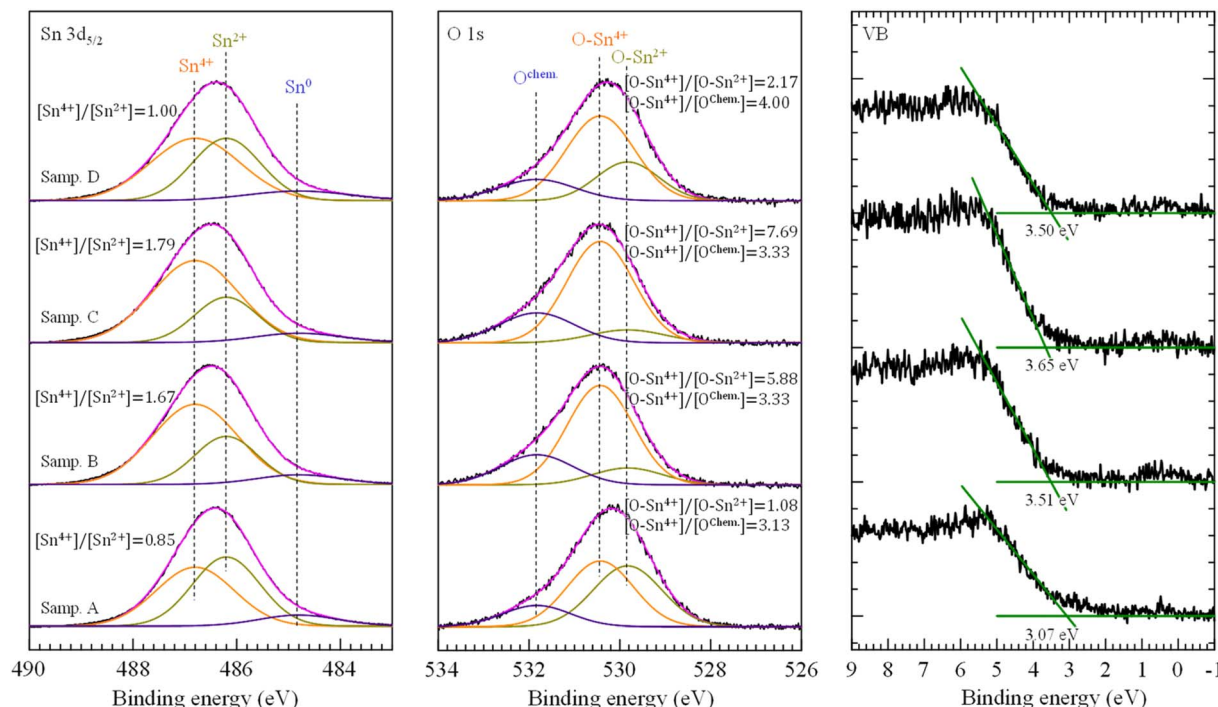 Sn 3d5/2
Sn²⁺
Sn⁴⁺
Sn⁰
[Sn⁴⁺]/[Sn²⁺]=1.00
Samp. D
[Sn⁴⁺]/[Sn²⁺]=1.79
Samp. C
[Sn⁴⁺]/[Sn²⁺]=1.67
Samp. B
[Sn⁴⁺]/[Sn²⁺]=0.85
Samp. A
490 488 486 484
Binding energy (eV)
O 1s
O-Sn⁴⁺
O-Sn²⁺
Oᶜʰᵉᵐ·
[O-Sn⁴⁺]/[O-Sn²⁺]=2.17
[O-Sn⁴⁺]/[Oᶜʰᵉᵐ·]=4.00
[O-Sn⁴⁺]/[O-Sn²⁺]=7.69
[O-Sn⁴⁺]/[Oᶜʰᵉᵐ·]=3.33
[O-Sn⁴⁺]/[O-Sn²⁺]=5.88
[O-Sn⁴⁺]/[Oᶜʰᵉᵐ·]=3.33
[O-Sn⁴⁺]/[O-Sn²⁺]=1.08
[O-Sn⁴⁺]/[Oᶜʰᵉᵐ·]=3.13
534 532 530 528 526
Binding energy (eV)
VB
3.50 eV
3.65 eV
3.51 eV
3.07 eV
9 8 7 6 5 4 3 2 1 0 -1
Binding energy (eV)